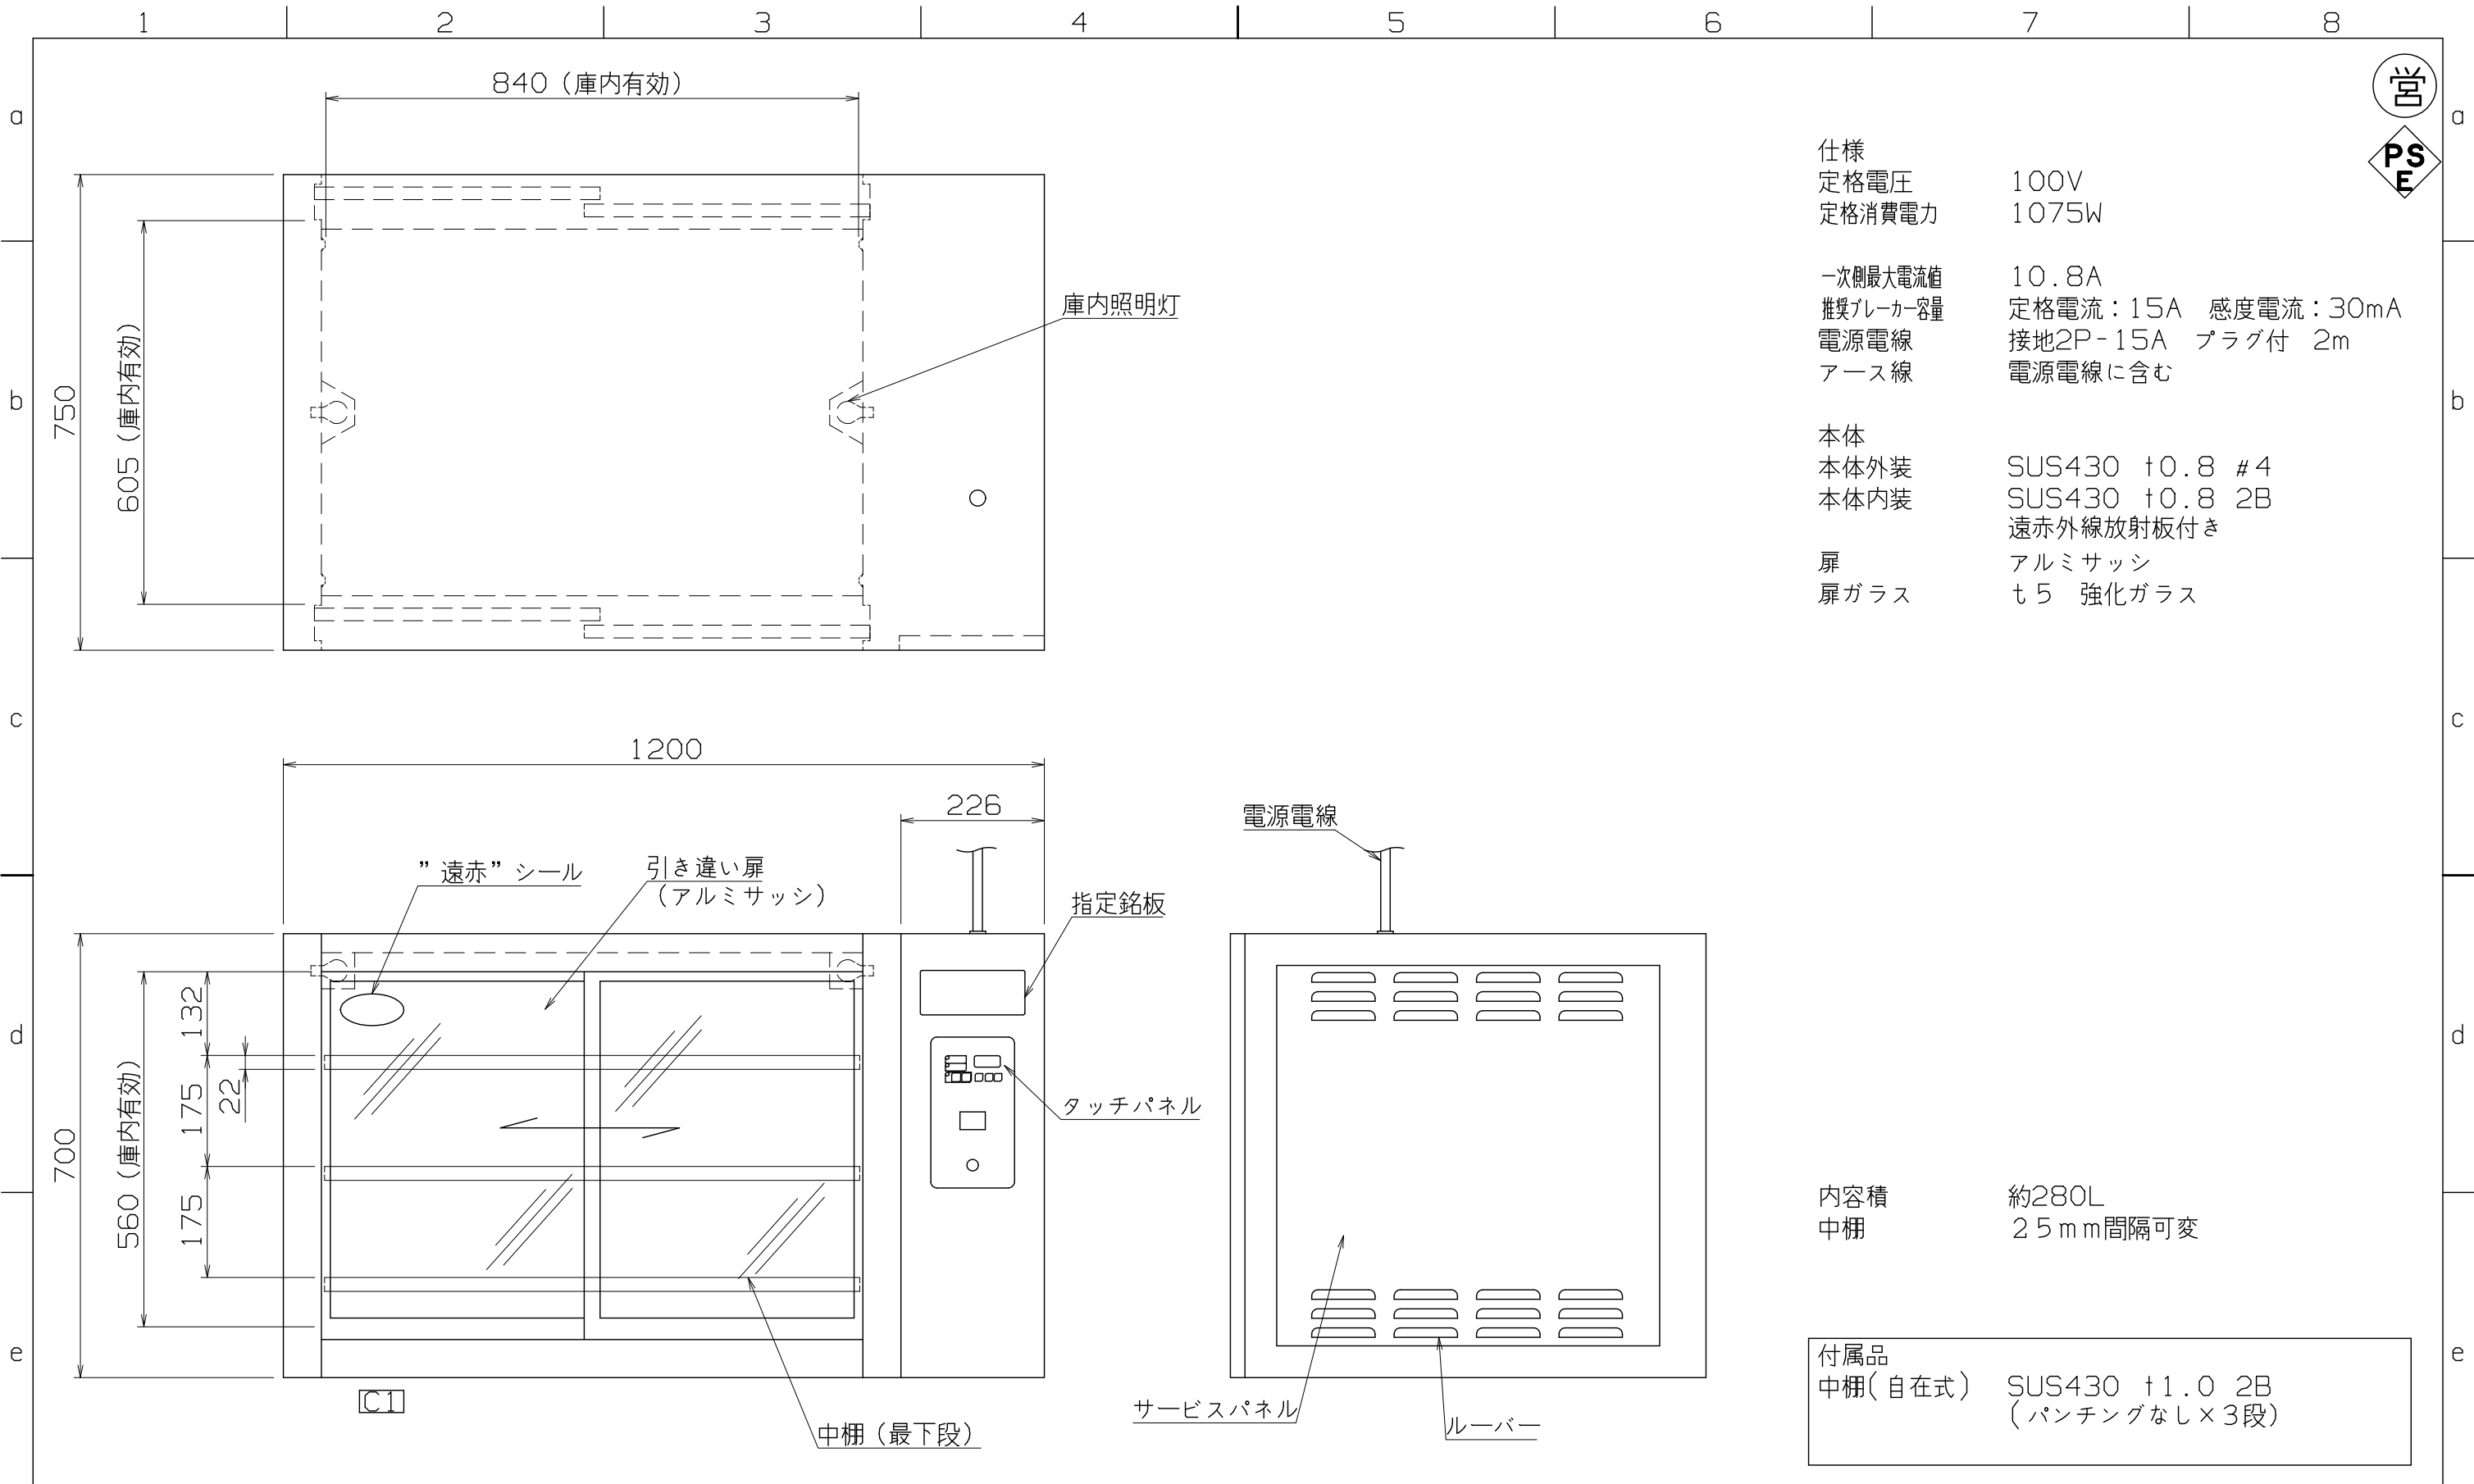 1 2 3 4 5 6 7 8
a a
b b
c c
d d
e e
営
PS
E
840（庫内有効）
750
605（庫内有効）
庫内照明灯
仕様
定格電圧 100V
定格消費電力 1075W
一次側最大電流値 10.8A
推奨ブレーカー容量 定格電流：15A 感度電流：30mA
電源電線 接地2P-15A プラグ付 2m
アース線 電源電線に含む
本体
本体外装 SUS430 t0.8 #4
本体内装 SUS430 t0.8 2B
遠赤外線放射板付き
扉 アルミサッシ
扉ガラス t5 強化ガラス
1200
226
”遠赤”シール
引き違い扉
（アルミサッシ）
指定銘板
タッチパネル
700
560（庫内有効）
132
175
175
22
C1
中棚（最下段）
電源電線
サービスパネル
ルーバー
内容積 約280L
中棚 25mm間隔可変
付属品
中棚(自在式) SUS430 t1.0 2B
(パンチングなし×3段)